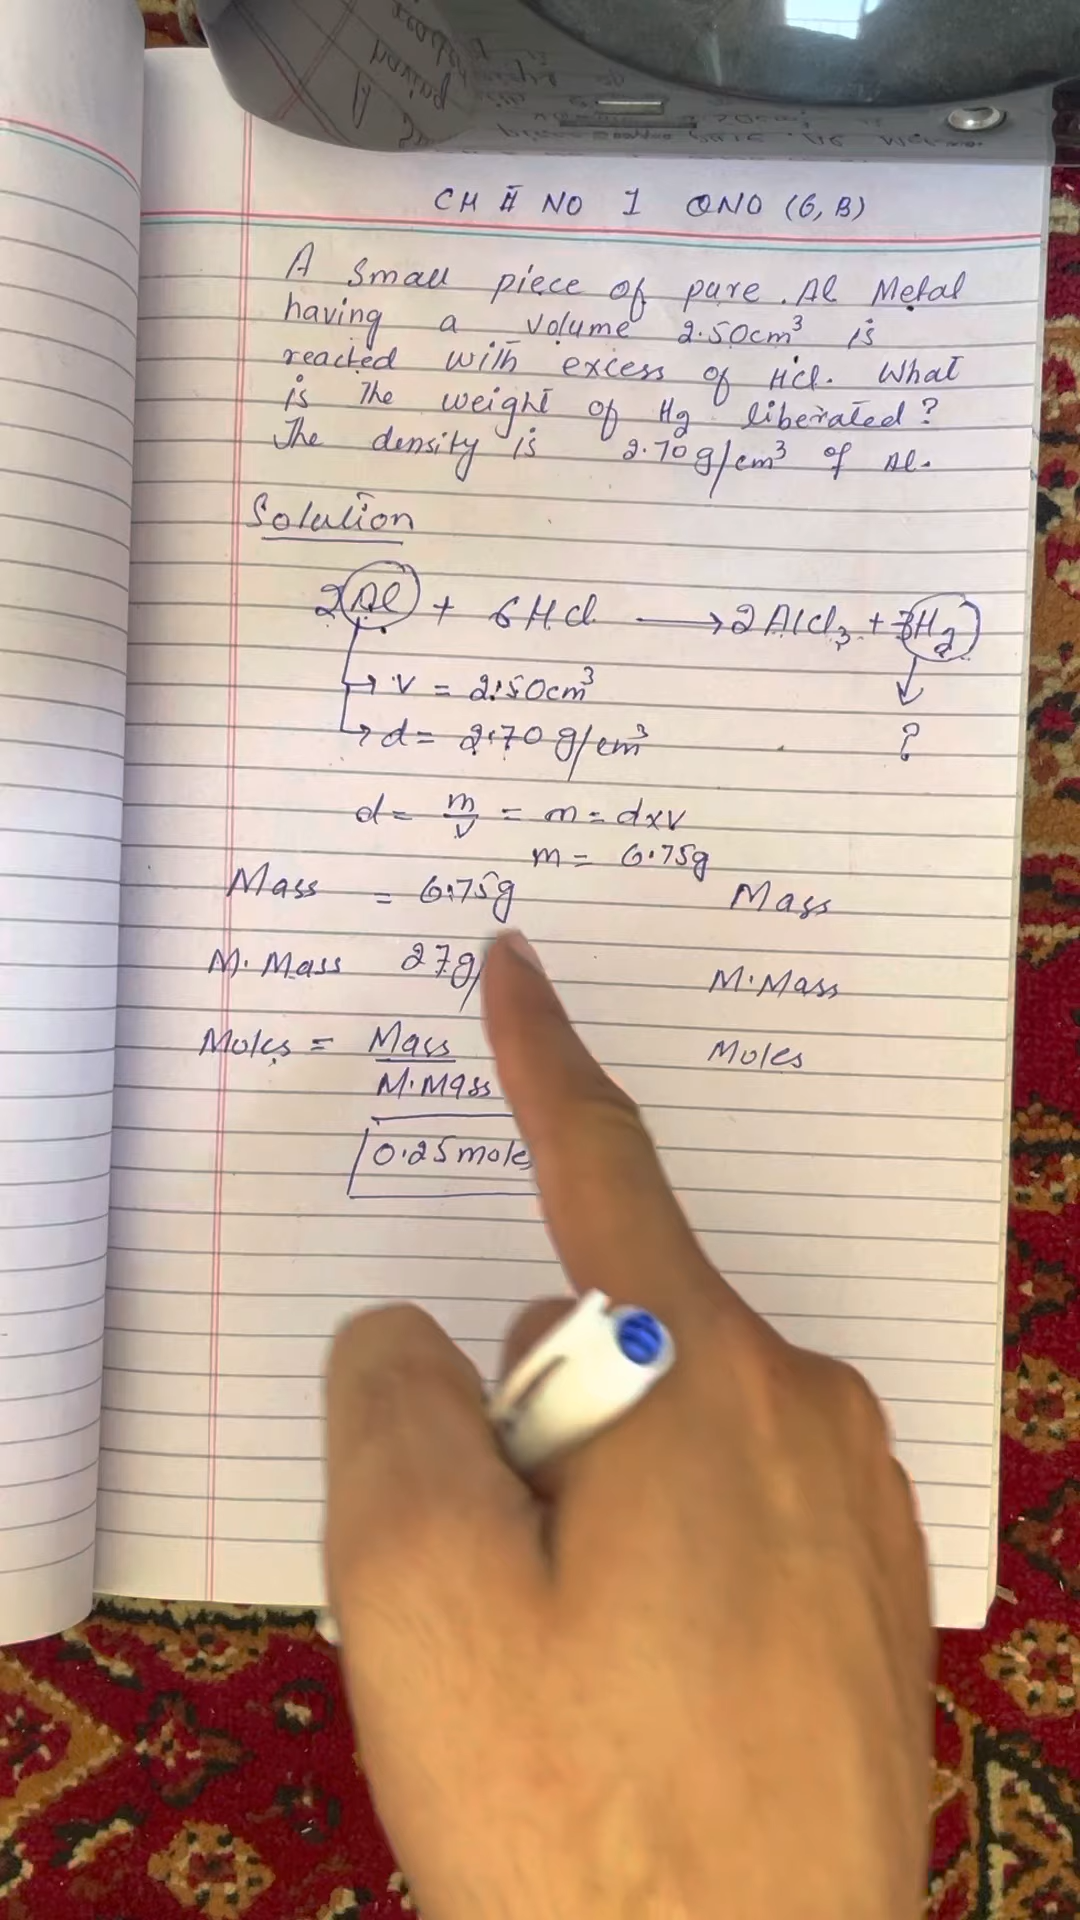 CH # NO 1 QNO (6, B)
A Small piece of pure. Al Metal
having a volume 2.50cm³ is
reacted with excess of HCl. What
is the weight of Hg liberated?
The density is 2.70g/cm³ of Al.
Solution
2Al + 6HCl → 2AlCl₃ + 3H₂
→ V = 2.50cm³
→ d = 2.70 g/cm³ ?
d = m/v = m = dxv
m = 6.75g
Mass = 6.75g Mass
M. Mass 27g/ M. Mass
Moles = Mass Moles
M. Mass
0.25mole